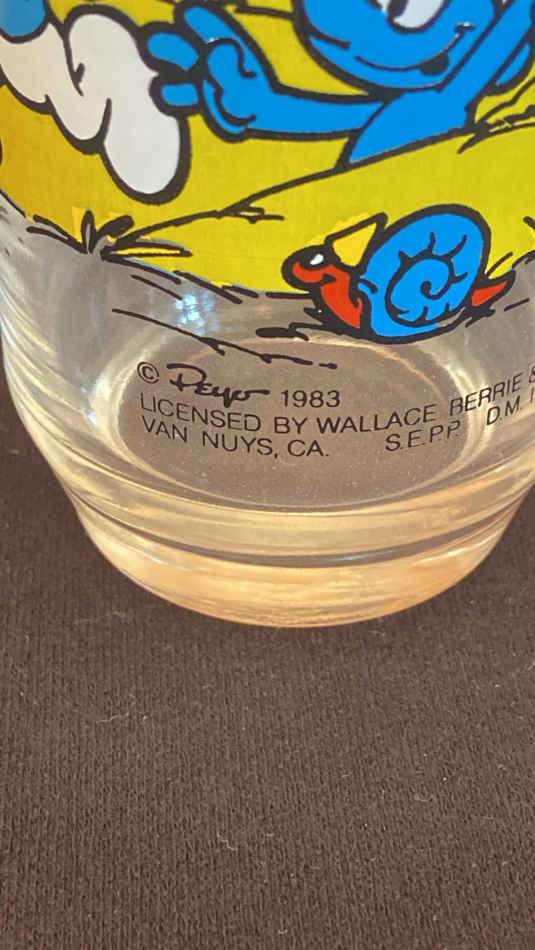 © Peyo 1983
LICENSED BY WALLACE BERRIE &
VAN NUYS, CA. S.E.P.P. D.M.